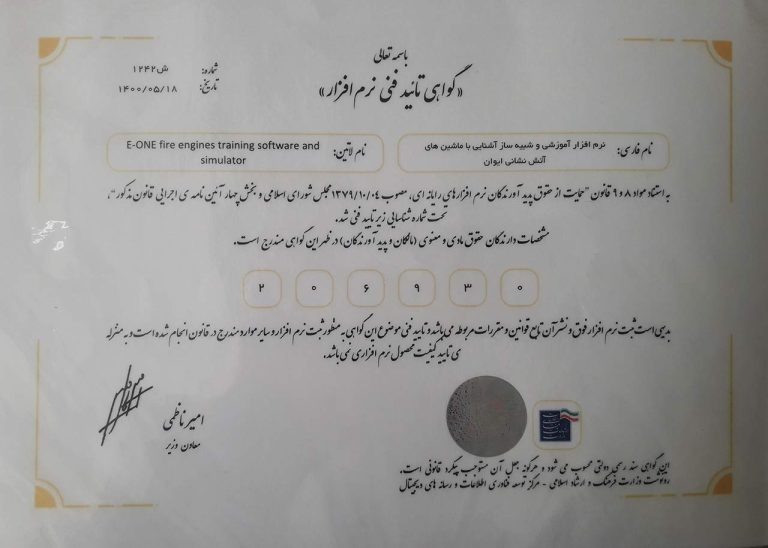 باسمه تعالی
شماره: ش۱۲۴۲
تاریخ: ۱۴۰۰/۰۵/۱۸
«گواهی تائید فنی نرم افزار»
نام فارسی: نرم افزار آموزشی و شبیه ساز آشنایی با ماشین های
آتش نشانی ایوان
نام لاتین: E-ONE fire engines training software and
simulator
به استناد مواد ۸ و ۹ قانون "حمایت از حقوق پدید آورندگان نرم افزارهای رایانه ای، مصوب ۱۳۷۹/۱۰/۰۴ مجلس شورای اسلامی و بخش چهار آئین نامه ی اجرایی قانون مذکور"،
تحت شماره شناسایی زیر تایید فنی شد.
مشخصات دارندگان حقوق مادی و معنوی (مالکان و پدید آورندگان) در ظهر این گواهی مندرج است.
۲ ۰ ۶ ۹ ۳ ۰
بدیهی است ثبت نرم افزار فوق و نشر آن تابع قوانین و مقررات مربوطه می باشد و تایید فنی موضوع این گواهی به منظور ثبت نرم افزار و سایر موارد مندرج در قانون انجام شده است و به منزله
ی تایید کیفیت محصول نرم افزاری نمی باشد.
امیر ناظمی
معاون وزیر
این گواهی سند رسمی دولتی محسوب می شود و هرگونه جعل آن مستوجب پیگرد قانونی است.
رونوشت وزارت فرهنگ و ارشاد اسلامی - مرکز توسعه فناوری اطلاعات و رسانه های دیجیتال